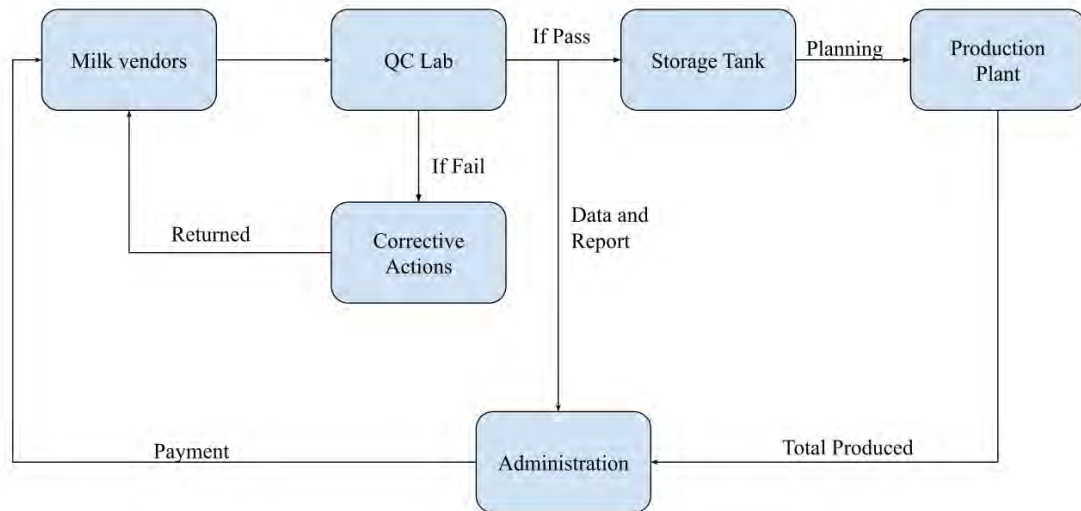 Milk vendors
QC Lab
If Pass
Storage Tank
Planning
Production
Plant
If Fail
Returned
Corrective
Actions
Data and
Report
Payment
Administration
Total Produced